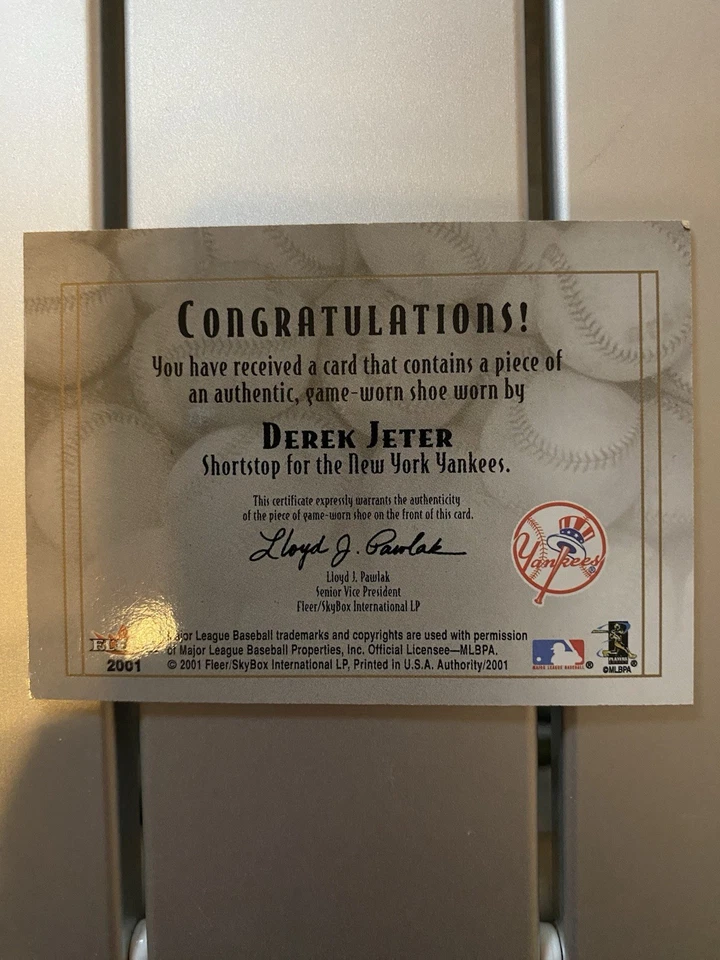 CONGRATULATIONS!
You have received a card that contains a piece of
an authentic, game-worn shoe worn by
DEREK JETER
Shortstop for the New York Yankees.
This certificate expressly warrants the authenticity
of the piece of game-worn shoe on the front of this card.
Lloyd J. Pawlak
Lloyd J. Pawlak
Senior Vice President
Fleer/SkyBox International LP
Yankees
2001
League Baseball trademarks and copyrights are used with permission
of Major League Baseball Properties, Inc. Official Licensee—MLBPA.
© 2001 Fleer/SkyBox International LP, Printed in U.S.A. Authority/2001
MAJOR LEAGUE BASEBALL ®
PLAYERS
©MLBPA